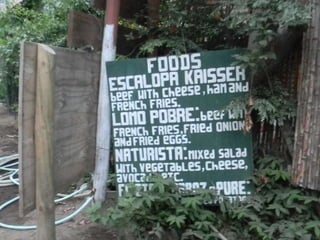 FOODS
ESCALOPA KAISSER
BEEF WITH CHEESE, HAM AND
FRENCH FRIES.
LOMO POBRE: BEEF WITH
FRENCH FRIES, FRIED ONION
AND FRIED EGGS.
NATURISTA: MIXED SALAD
WITH VEGETABLES, CHEESE,
AVOCADO, ETC.
PURE: